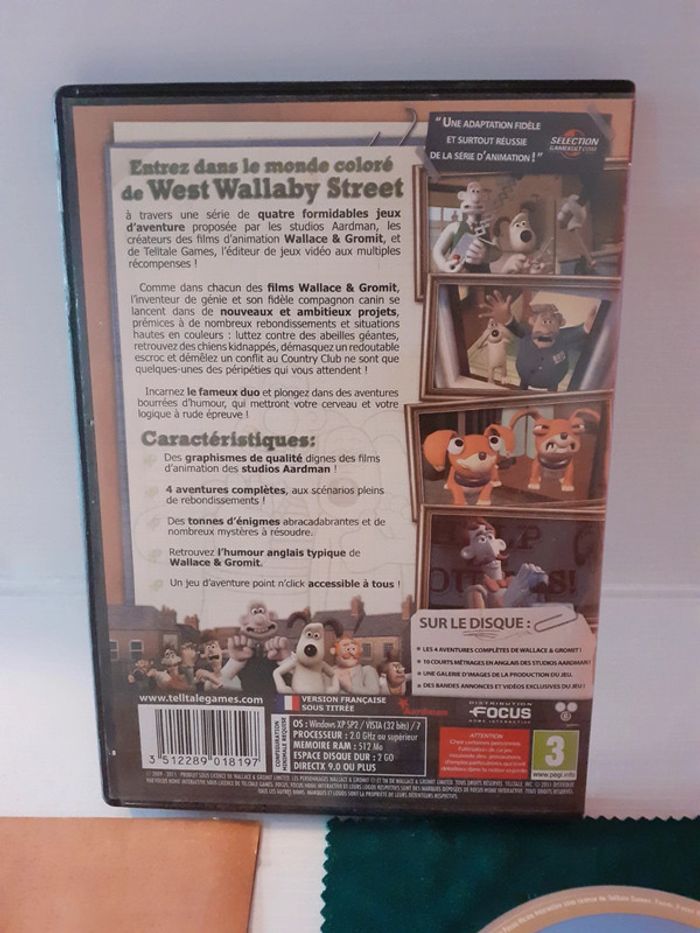 " UNE ADAPTATION FIDÈLE
ET SURTOUT RÉUSSIE
DE LA SÉRIE D'ANIMATION ! "
SELECTION
GAMEKULT.COM
Entrez dans le monde coloré
de West Wallaby Street
à travers une série de quatre formidables jeux
d'aventure proposée par les studios Aardman, les
créateurs des films d'animation Wallace & Gromit, et
de Telltale Games, l'éditeur de jeux vidéo aux multiples
récompenses !
Comme dans chacun des films Wallace & Gromit,
l'inventeur de génie et son fidèle compagnon canin se
lancent dans de nouveaux et ambitieux projets,
prémices à de nombreux rebondissements et situations
hautes en couleurs : luttez contre des abeilles géantes,
retrouvez des chiens kidnappés, démasquez un redoutable
escroc et démêlez un conflit au Country Club ne sont que
quelques-unes des péripéties qui vous attendent !
Incarnez le fameux duo et plongez dans des aventures
bourrées d'humour, qui mettront votre cerveau et votre
logique à rude épreuve !
Caractéristiques:
Des graphismes de qualité dignes des films
d'animation des studios Aardman !
4 aventures complètes, aux scénarios pleins
de rebondissements !
Des tonnes d'énigmes abracadabrantes et de
nombreux mystères à résoudre.
Retrouvez l'humour anglais typique de
Wallace & Gromit.
Un jeu d'aventure point n'click accessible à tous !
SUR LE DISQUE :
LES 4 AVENTURES COMPLÈTES DE WALLACE & GROMIT !
10 COURTS MÉTRAGES EN ANGLAIS DES STUDIOS AARDMAN !
UNE GALERIE D'IMAGES DE LA PRODUCTION DU JEU.
DES BANDES ANNONCES ET VIDÉOS EXCLUSIVES DU JEU !
www.telltalegames.com
VERSION FRANÇAISE
SOUS TITRÉE
Aardman
DISTRIBUTION
FOCUS
HOME INTERACTIVE
3 512289 018197
CONFIGURATION
MINIMALE REQUISE
OS : Windows XP SP2 / VISTA (32 bits) / 7
PROCESSEUR : 2.0 GHz ou supérieur
MEMOIRE RAM : 512 Mo
ESPACE DISQUE DUR : 2 GO
DIRECTX 9.0 OU PLUS
ATTENTION
3
www.pegi.info